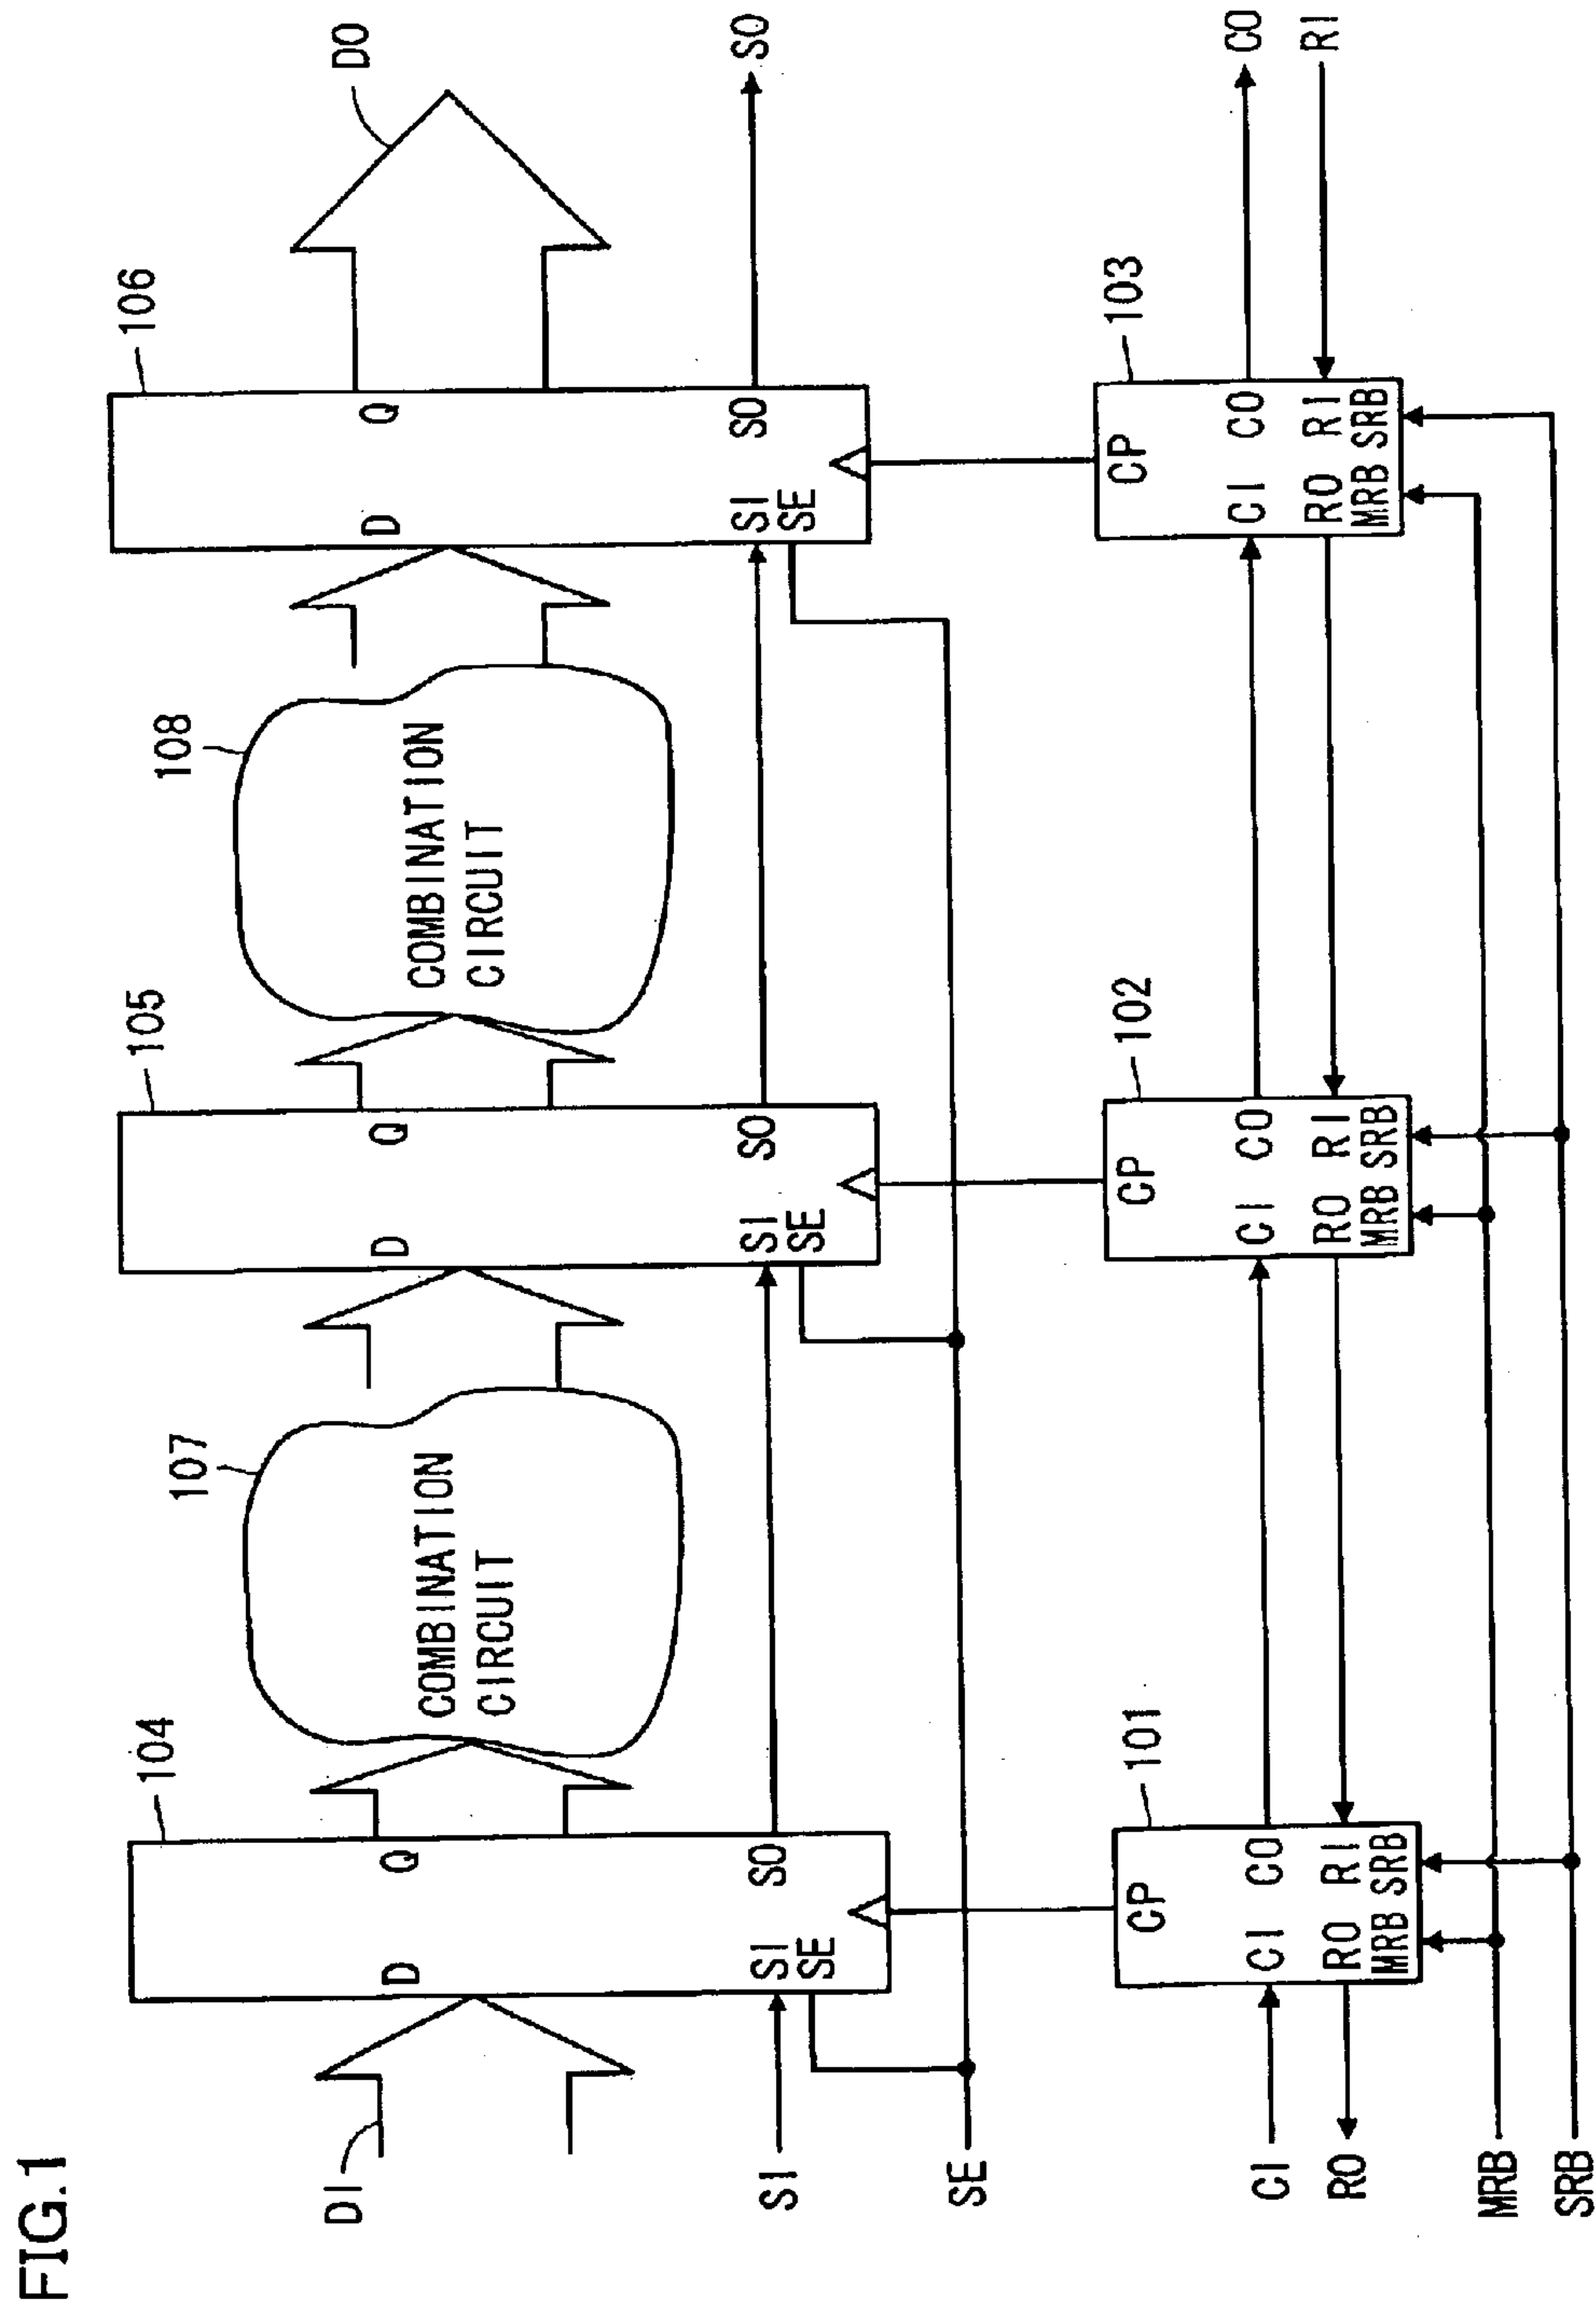 FIG.1
104
105
106
107
108
DI
D
Q
COMBINATION
CIRCUIT
D
Q
COMBINATION
CIRCUIT
D
Q
DO
SI
SI
SO
SI
SO
SI
SO
SO
SE
SE
SE
SE
101
102
103
CP
CP
CP
CI
CI CO
CI CO
CI CO
CO
RO
RO RI
RO RI
RO RI
RI
MRB SRB
MRB SRB
MRB SRB
MRB
SRB